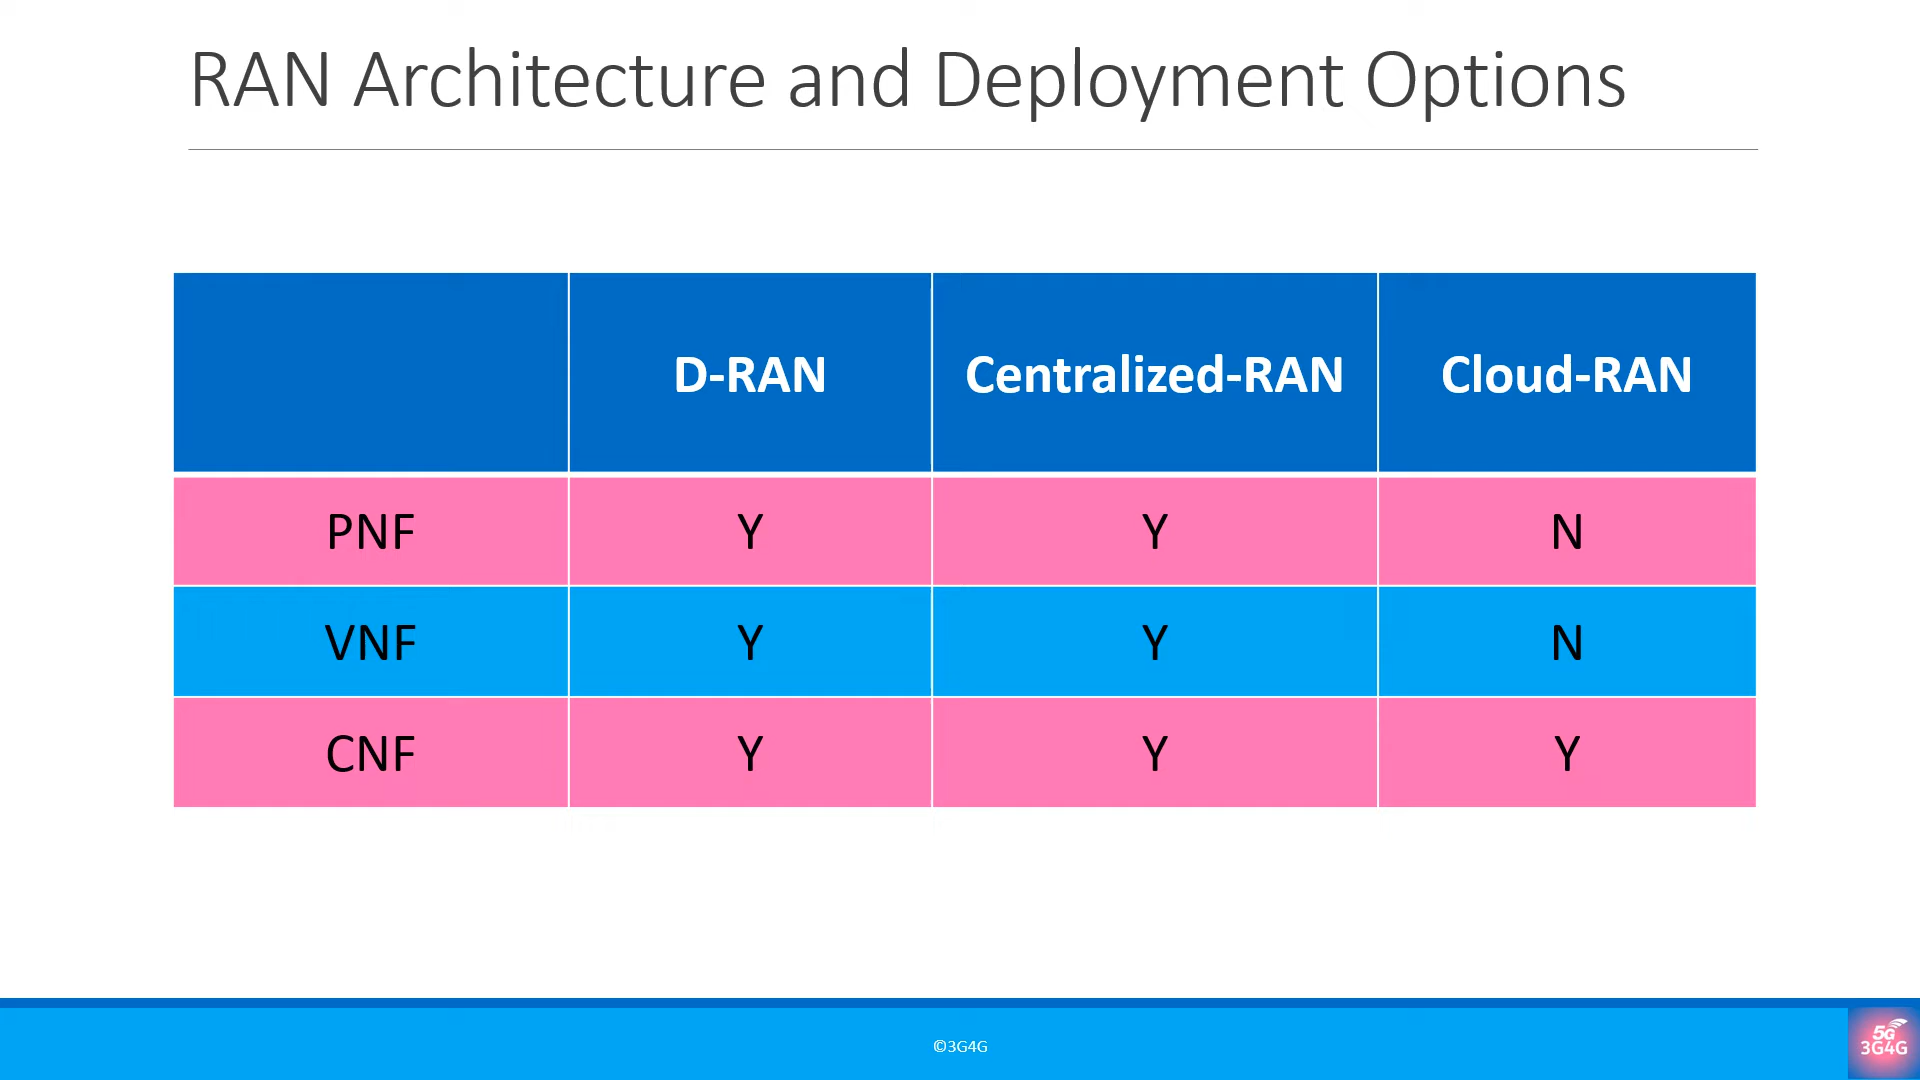 RAN Architecture and Deployment Options
D-RAN Centralized-RAN Cloud-RAN
PNF Y Y N
VNF Y Y N
CNF Y Y Y
©3G4G
5G
3G4G